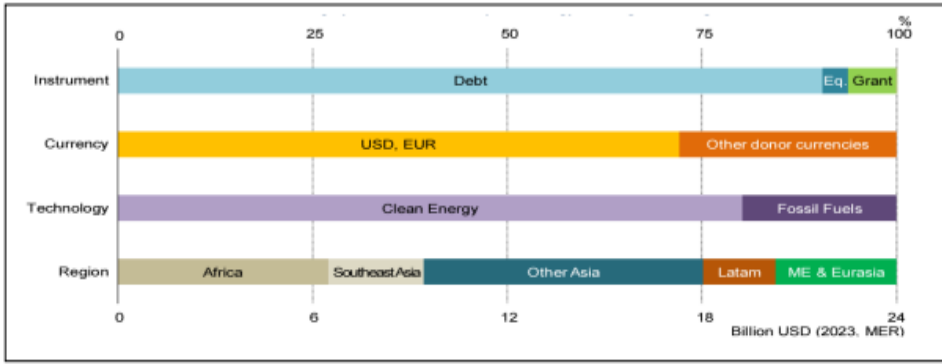 %
0 25 50 75 100
Instrument Debt Eq. Grant
Currency USD, EUR Other donor currencies
Technology Clean Energy Fossil Fuels
Region Africa Southeast Asia Other Asia Latam ME & Eurasia
0 6 12 18 24
Billion USD (2023, MER)